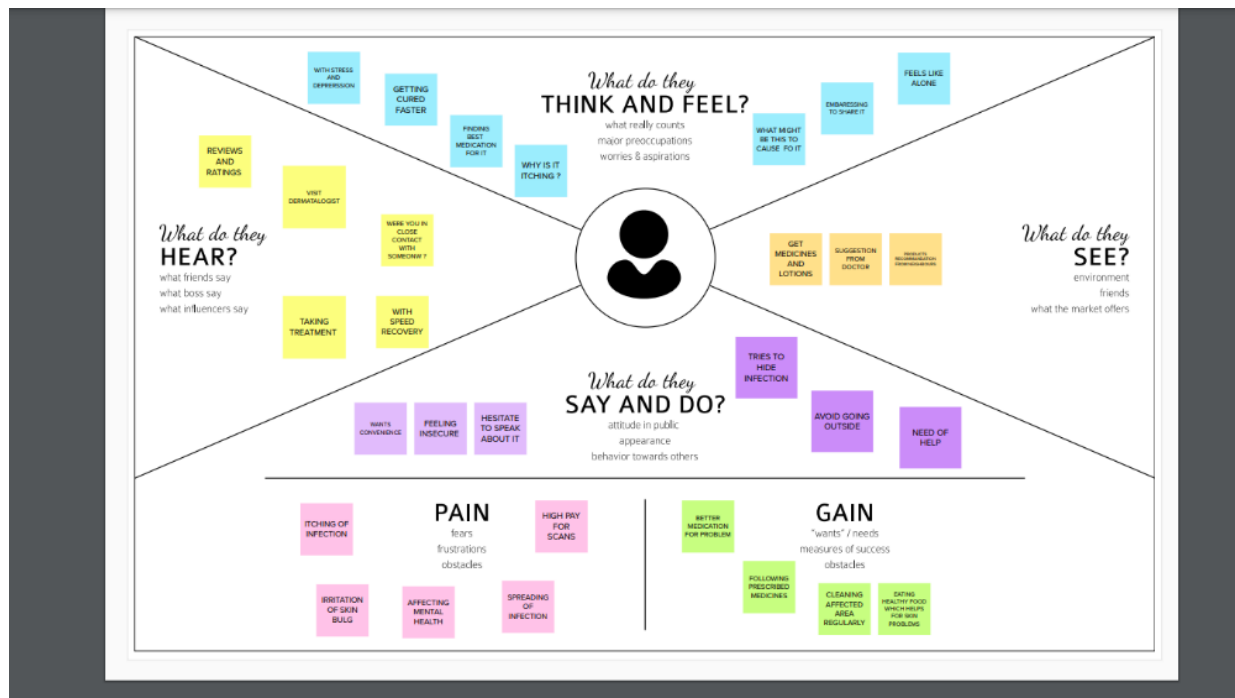 WITH STRESS
AND
DEPRERSSION
GETTING
CURED
FASTER
FINDING
BEST
MEDICATION
FOR IT
WHY IS IT
ITCHING ?
What do they
THINK AND FEEL?
what really counts
major preoccupations
worries & aspirations
WHAT MIGHT
BE THIS TO
CAUSE FO IT
EMBARESSING
TO SHARE IT
FEELS LIKE
ALONE
REVIEWS
AND
RATINGS
VISIT
DERMATALOGIST
WERE YOU IN
CLOSE
CONTACT
WITH
SOMEONW ?
What do they
HEAR?
what friends say
what boss say
what influencers say
TAKING
TREATMENT
WITH
SPEED
RECOVERY
GET
MEDICINES
AND
LOTIONS
SUGGESTION
FROM
DOCTOR
PRODUCTS
RECOMMENDATION
What do they
SEE?
environment
friends
what the market offers
What do they
SAY AND DO?
attitude in public
appearance
behavior towards others
WANTS
CONVENIENCE
FEELING
INSECURE
HESITATE
TO SPEAK
ABOUT IT
TRIES TO
HIDE
INFECTION
AVOID GOING
OUTSIDE
NEED OF
HELP
PAIN
fears
frustrations
obstacles
ITCHING OF
INFECTION
HIGH PAY
FOR
SCANS
IRRITATION
OF SKIN
BULG
AFFECTING
MENTAL
HEALTH
SPREADING
OF
INFECTION
GAIN
"wants" / needs
measures of success
obstacles
BETTER
MEDICATION
FOR PROBLEM
FOLLOWING
PRESCRIBED
MEDICINES
CLEANING
AFFECTED
AREA
REGULARLY
EATING
HEALTHY FOOD
WHICH HELPS
FOR SKIN
PROBLEMS